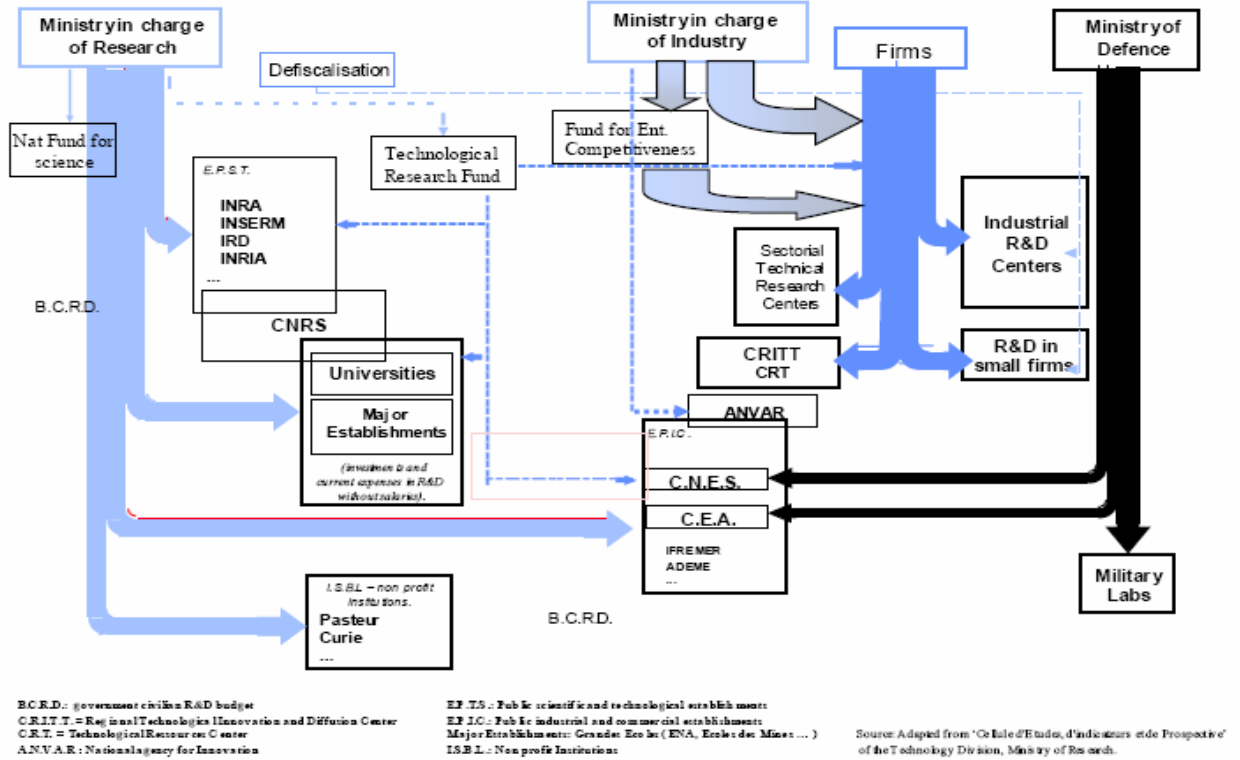 Ministryin charge
of Research
Ministryin charge
of Industry
Firms
Ministryof
Defence
Defiscalisation
Nat Fund for
science
Technological
Research Fund
Fund for Ent.
Competitiveness
E.P.S.T.
INRA
INSERM
IRD
INRIA
...
Sectorial
Technical
Research
Centers
Industrial
R&D
Centers
B.C.R.D.
CNRS
Universities
Major
Establishments
(investments and
current expenses in R&D
without salaries).
CRITT
CRT
R&D in
small firms
ANVAR
E.P.I.C.
C.N.E.S.
C.E.A.
IFREMER
ADEME
...
Military
Labs
I.S.B.L – non profit
institutions.
Pasteur
Curie
...
B.C.R.D.
B.C.R.D.: government civilian R&D budget
C.R.I.T.T. = Regional Technological Innovation and Diffusion Center
C.R.T. = Technological Ressources Center
A.N.V.A.R : National agency for Innovation
E.P.T.S.: Public scientific and technological establishments
E.P.I.C.: Public industrial and commercial establishments
Major Establishments: Grandes Ecoles ( ENA, Ecoles des Mines ... )
I.S.B.L.: Non profit Institutions
Source: Adapted from 'Cellule d'Etudes, d'indicateurs et de Prospective'
of the Technology Division, Ministry of Research.